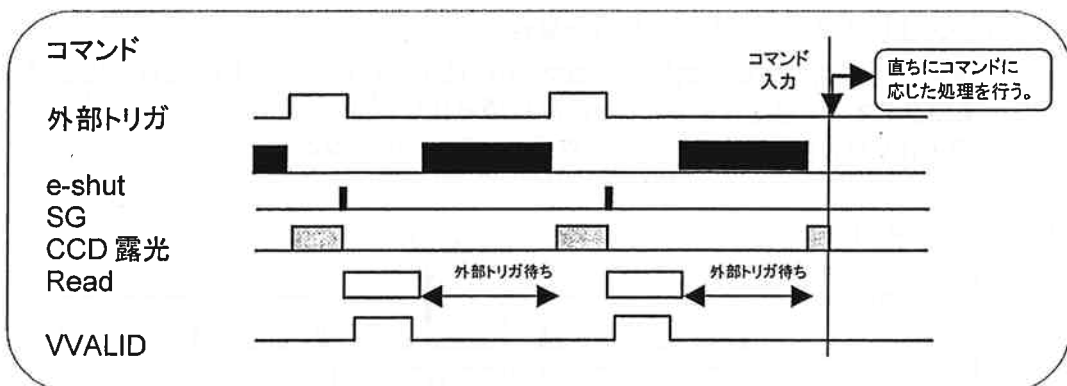 コマンド
コマンド
入力
直ちにコマンドに
応じた処理を行う。
外部トリガ
e-shut
SG
CCD 露光
Read
外部トリガ待ち
外部トリガ待ち
VVALID